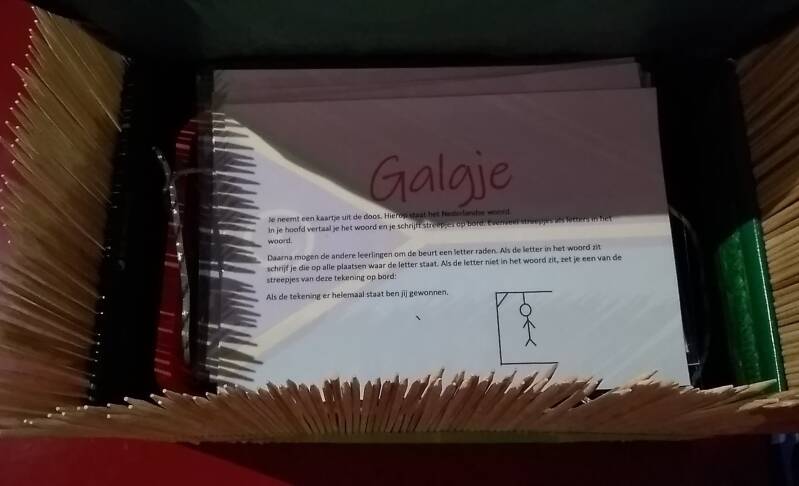 Galgje
Je neemt een kaartje uit de doos. Hierop staat het Nederlandse woord.
In je hoofd vertaal je het woord en je schrijft streepjes op bord. Evenveel streepjes als letters in het
woord.
Daarna mogen de andere leerlingen om de beurt een letter raden. Als de letter in het woord zit
schrijf je die op alle plaatsen waar de letter staat. Als de letter niet in het woord zit, zet je een van de
streepjes van deze tekening op bord:
Als de tekening er helemaal staat ben jij gewonnen.